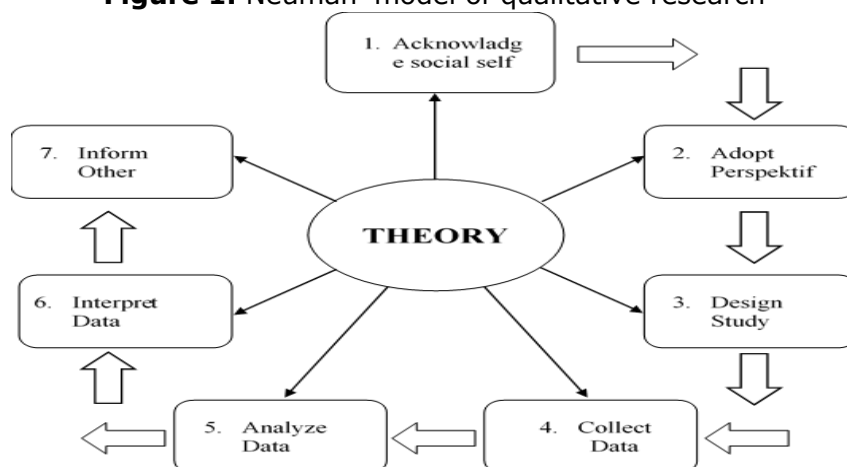 Figure 1. Neuman' model of qualitative research
1. Acknowladg
e social self
2. Adopt
Perspektif
3. Design
Study
4. Collect
Data
5. Analyze
Data
6. Interpret
Data
7. Inform
Other
THEORY